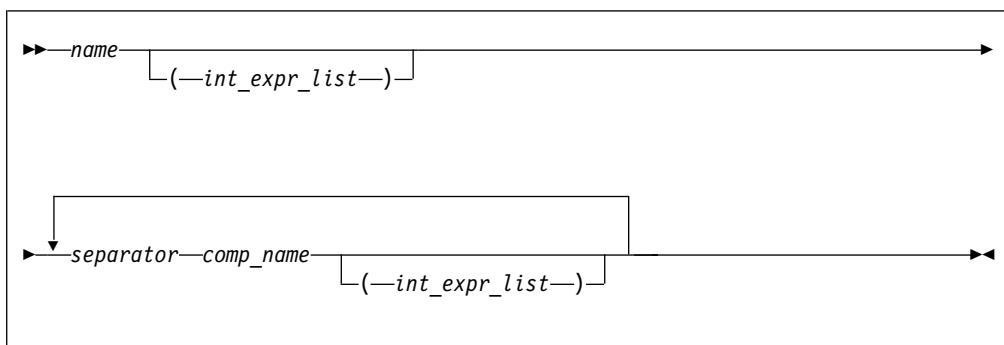 name
( int_expr_list )
separator comp_name
( int_expr_list )